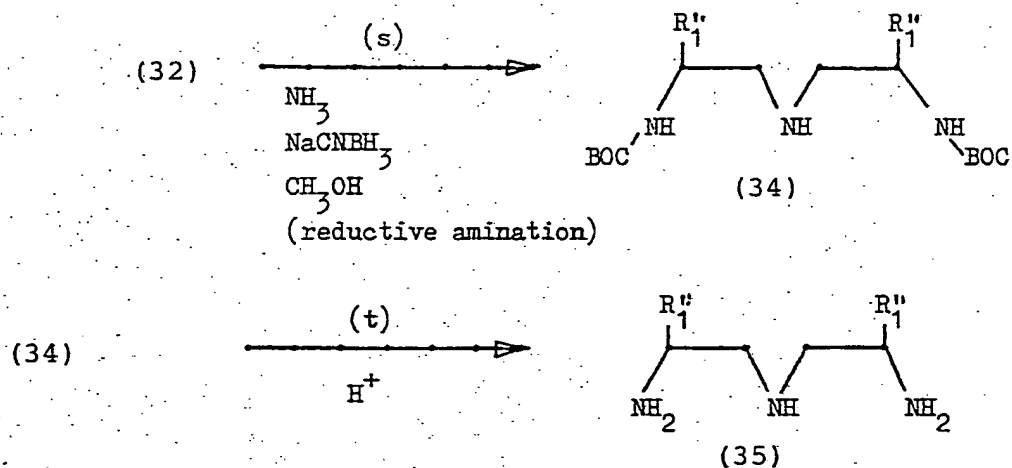 (s)
R₁"
R₁"
(32)
NH₃
NH
NH
NH
NaCNBH₃
BOC
BOC
CH₃OH
(34)
(reductive amination)
(t)
R₁"
R₁"
(34)
H⁺
NH₂
NH
NH₂
(35)